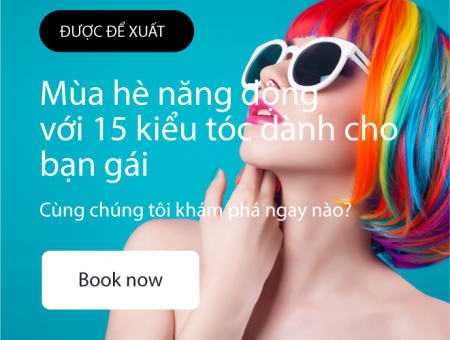 ĐƯỢC ĐỂ XUẤT
Mùa hè năng động
với 15 kiểu tóc dành cho
bạn gái
Cùng chúng tôi khám phá ngay nào?
Book now